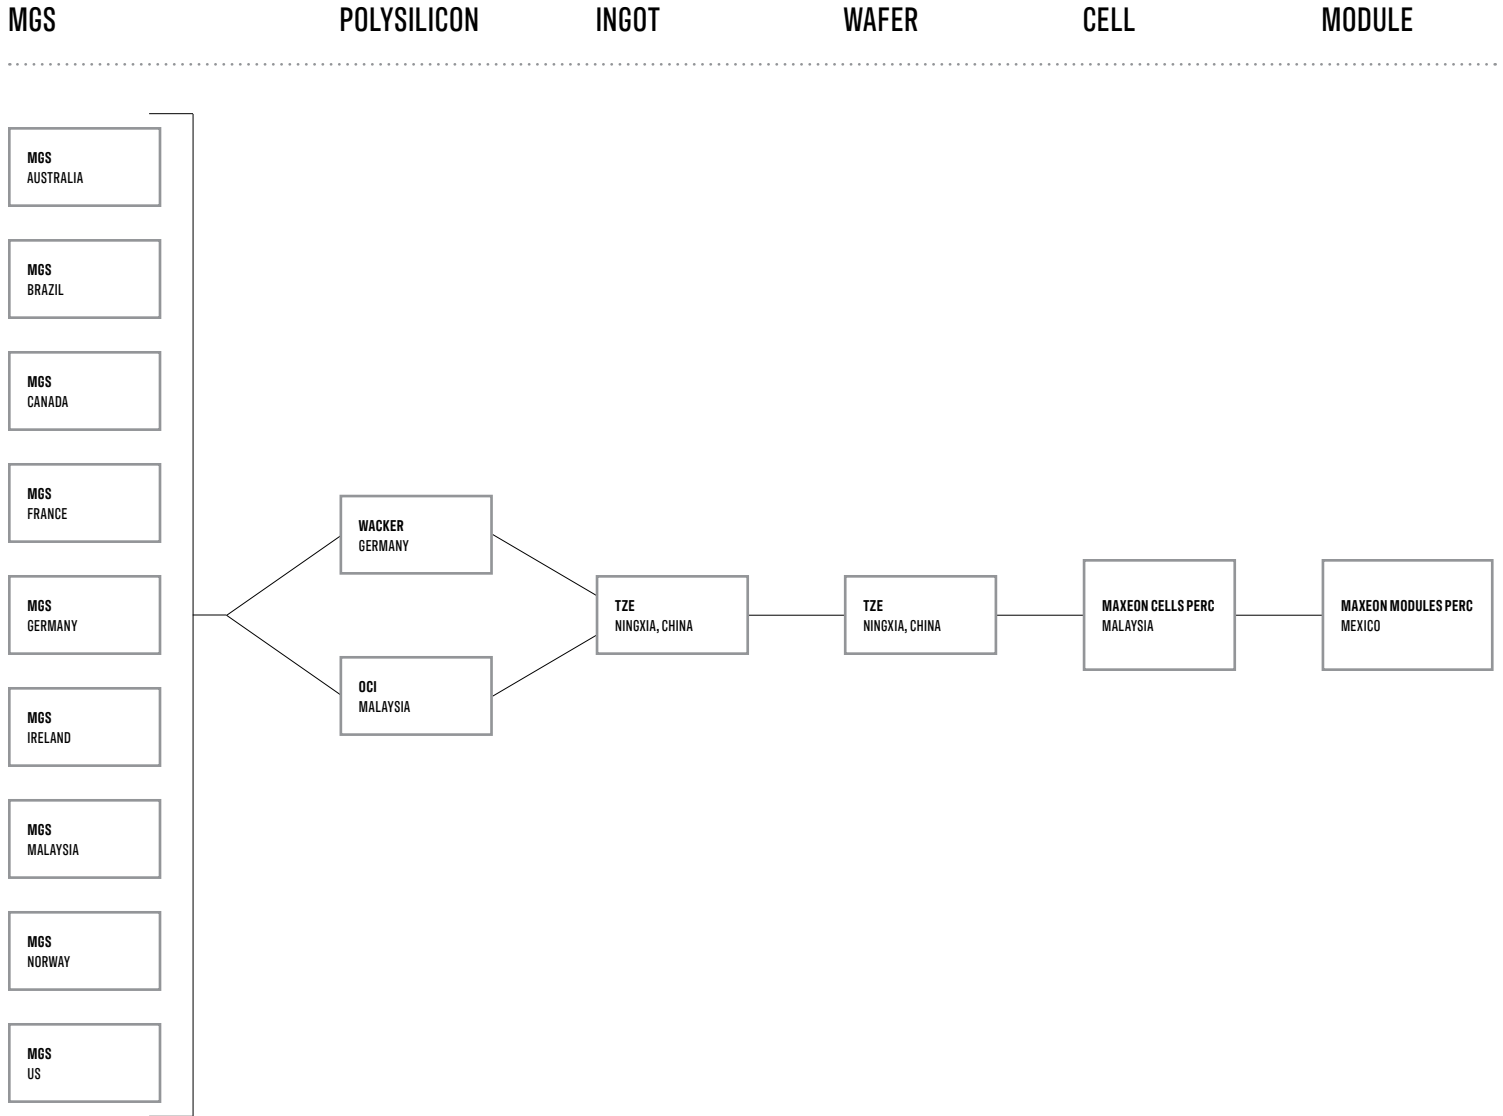 MGS
POLYSILICON
INGOT
WAFER
CELL
MODULE
MGS
AUSTRALIA
MGS
BRAZIL
MGS
CANADA
MGS
FRANCE
MGS
GERMANY
MGS
IRELAND
MGS
MALAYSIA
MGS
NORWAY
MGS
US
WACKER
GERMANY
OCI
MALAYSIA
TZE
NINGXIA, CHINA
TZE
NINGXIA, CHINA
MAXEON CELLS PERC
MALAYSIA
MAXEON MODULES PERC
MEXICO